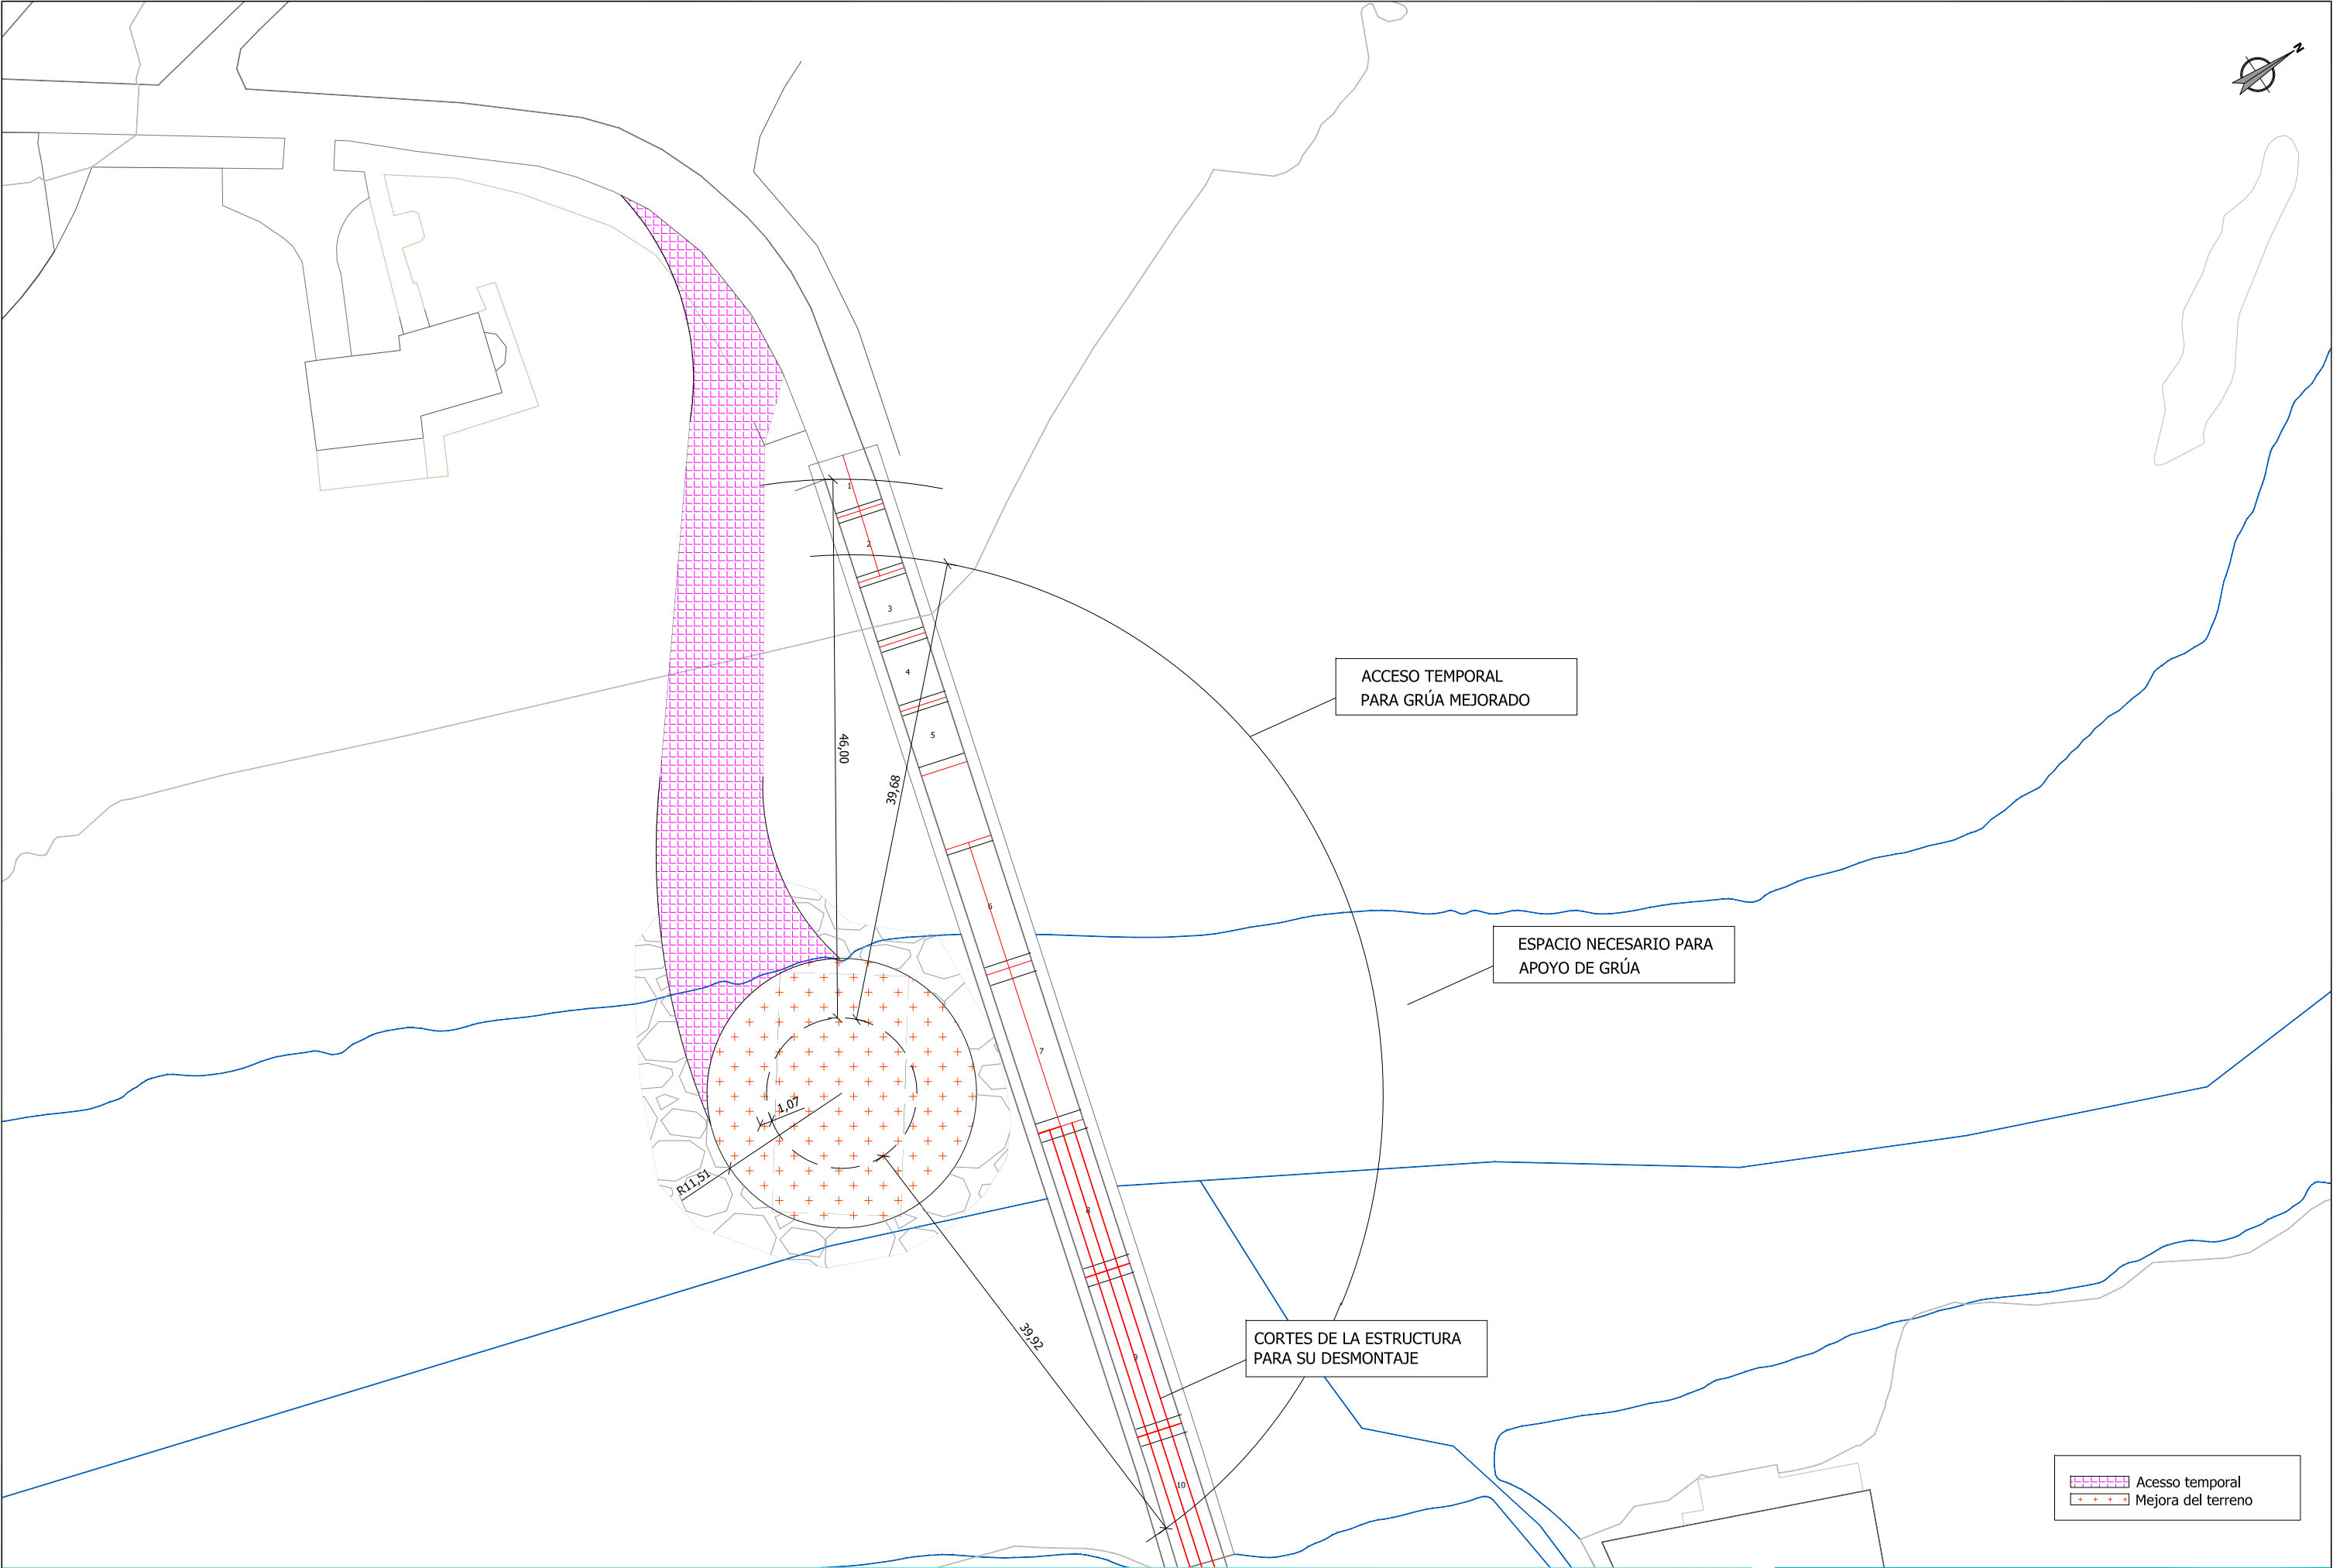 N
1
2
3
4
ACCESO TEMPORAL
PARA GRÚA MEJORADO
5
46,00
39,68
6
ESPACIO NECESARIO PARA
APOYO DE GRÚA
7
1,07
R11,51
8
39,92
CORTES DE LA ESTRUCTURA
PARA SU DESMONTAJE
9
10
Acesso temporal
Mejora del terreno